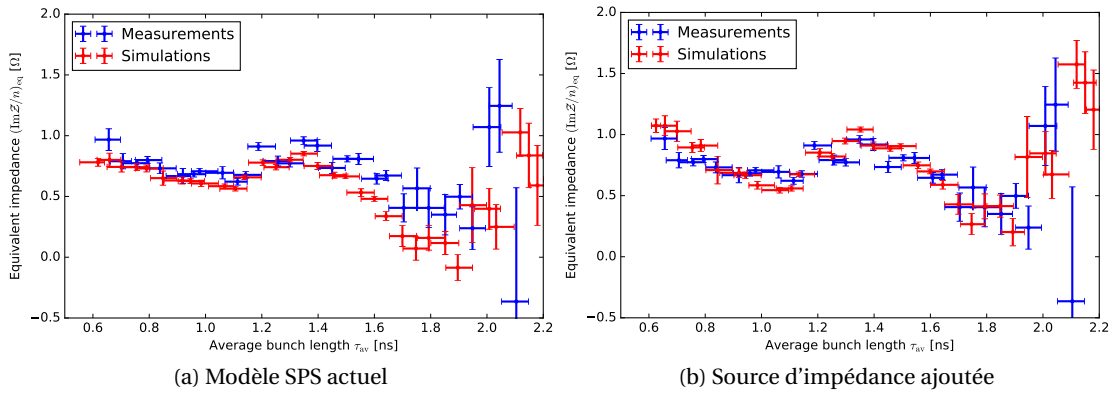 2.0
1.5
1.0
0.5
0.0
−0.5
Equivalent impedance (ImZ/n)eq [Ω]
Measurements
Simulations
0.6 0.8 1.0 1.2 1.4 1.6 1.8 2.0 2.2
Average bunch length τav [ns]
(a) Modèle SPS actuel
2.0
1.5
1.0
0.5
0.0
−0.5
Equivalent impedance (ImZ/n)eq [Ω]
Measurements
Simulations
0.6 0.8 1.0 1.2 1.4 1.6 1.8 2.0 2.2
Average bunch length τav [ns]
(b) Source d'impédance ajoutée